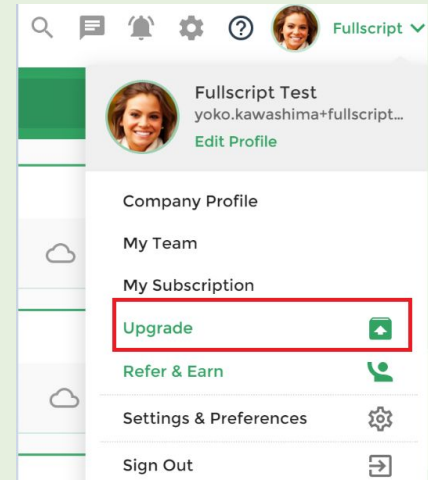 Fullscript
Fullscript Test
yoko.kawashima+fullscript...
Edit Profile
Company Profile
My Team
My Subscription
Upgrade
Refer & Earn
Settings & Preferences
Sign Out